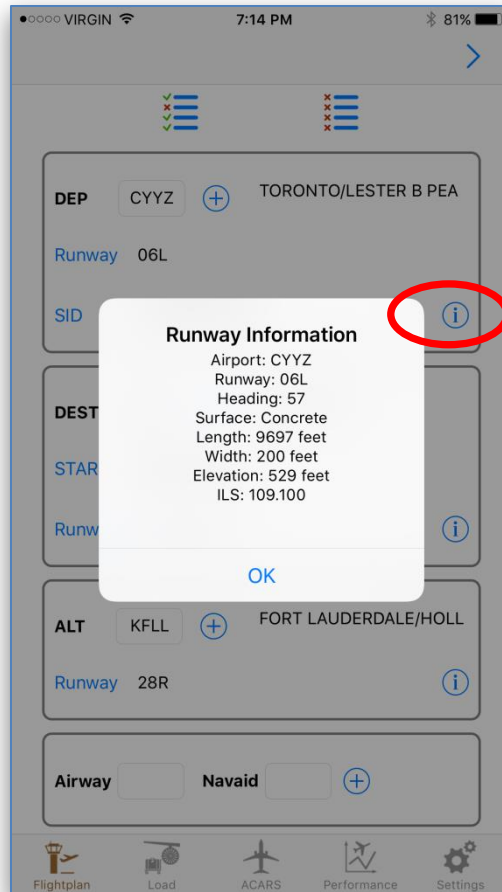 VIRGIN 7:14 PM 81%
DEP CYYZ TORONTO/LESTER B PEA
Runway 06L
SID
Runway Information
Airport: CYYZ
Runway: 06L
Heading: 57
Surface: Concrete
Length: 9697 feet
Width: 200 feet
Elevation: 529 feet
ILS: 109.100
OK
DEST
STAR
Runw
ALT KFLL FORT LAUDERDALE/HOLL
Runway 28R
Airway Navaid
Flightplan Load ACARS Performance Settings